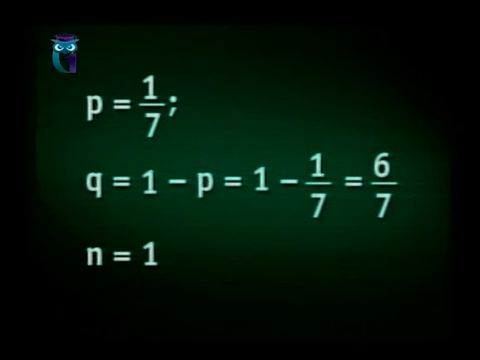 p = 1/7;
q = 1 – p = 1 – 1/7 = 6/7
n = 1